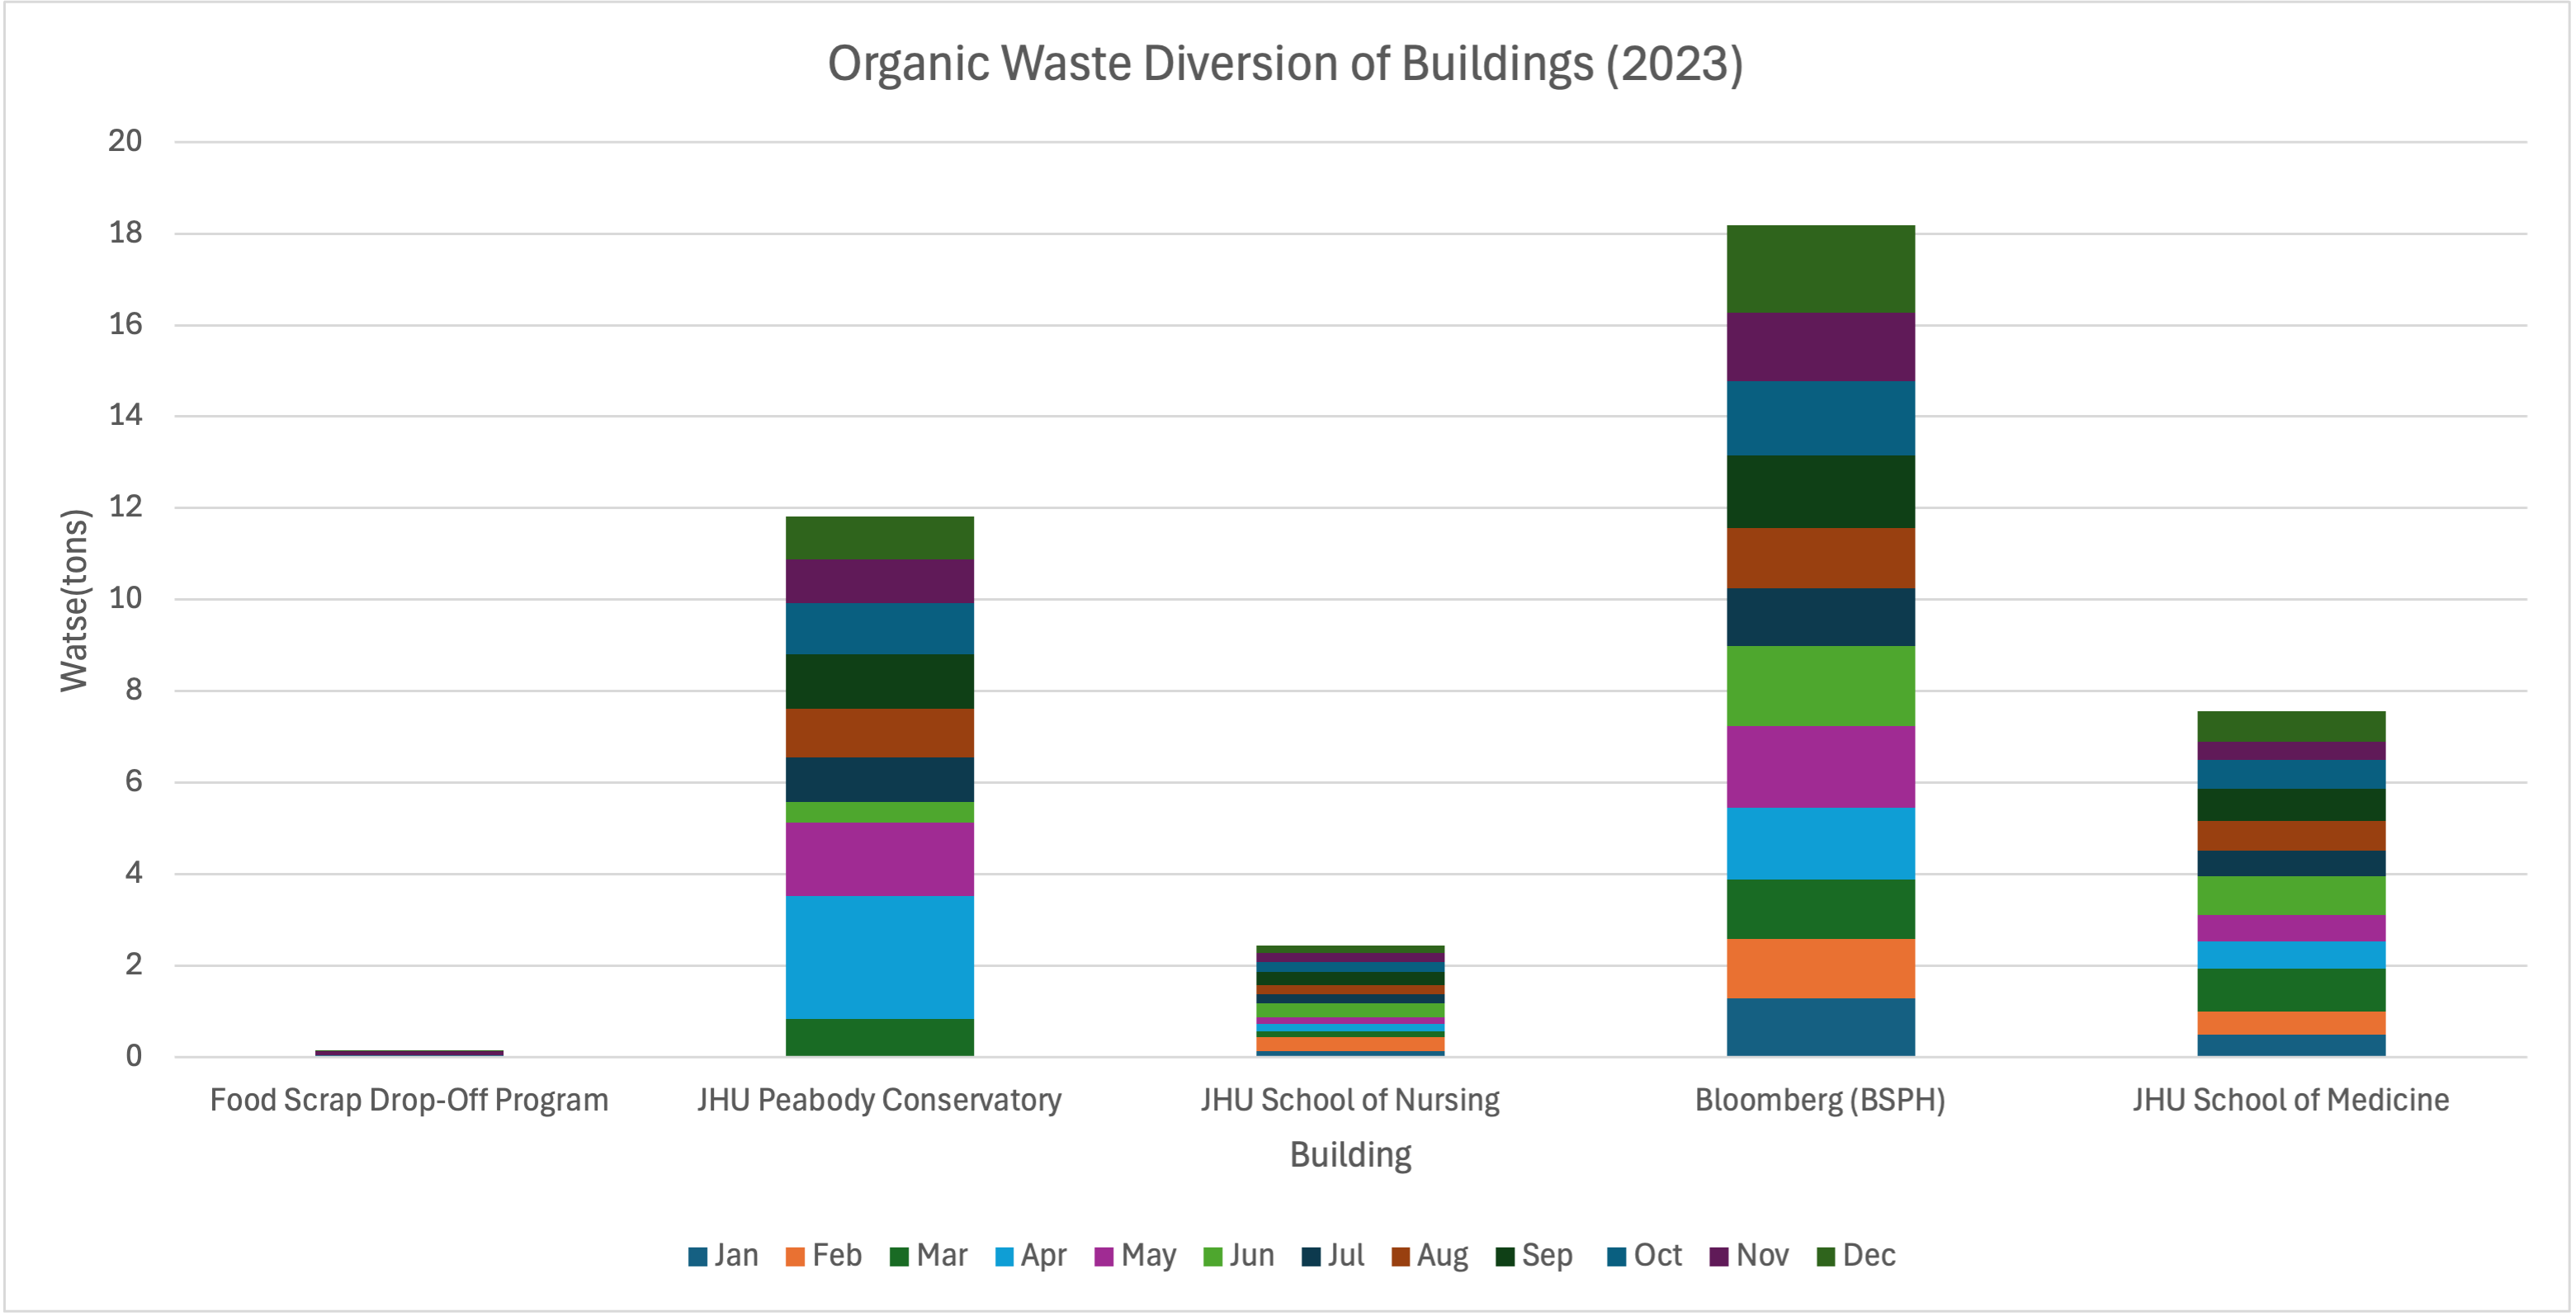 Organic Waste Diversion of Buildings (2023)
20
18
16
14
12
10
8
6
4
2
0
Watse(tons)
Food Scrap Drop-Off Program JHU Peabody Conservatory JHU School of Nursing Bloomberg (BSPH) JHU School of Medicine
Building
Jan Feb Mar Apr May Jun Jul Aug Sep Oct Nov Dec